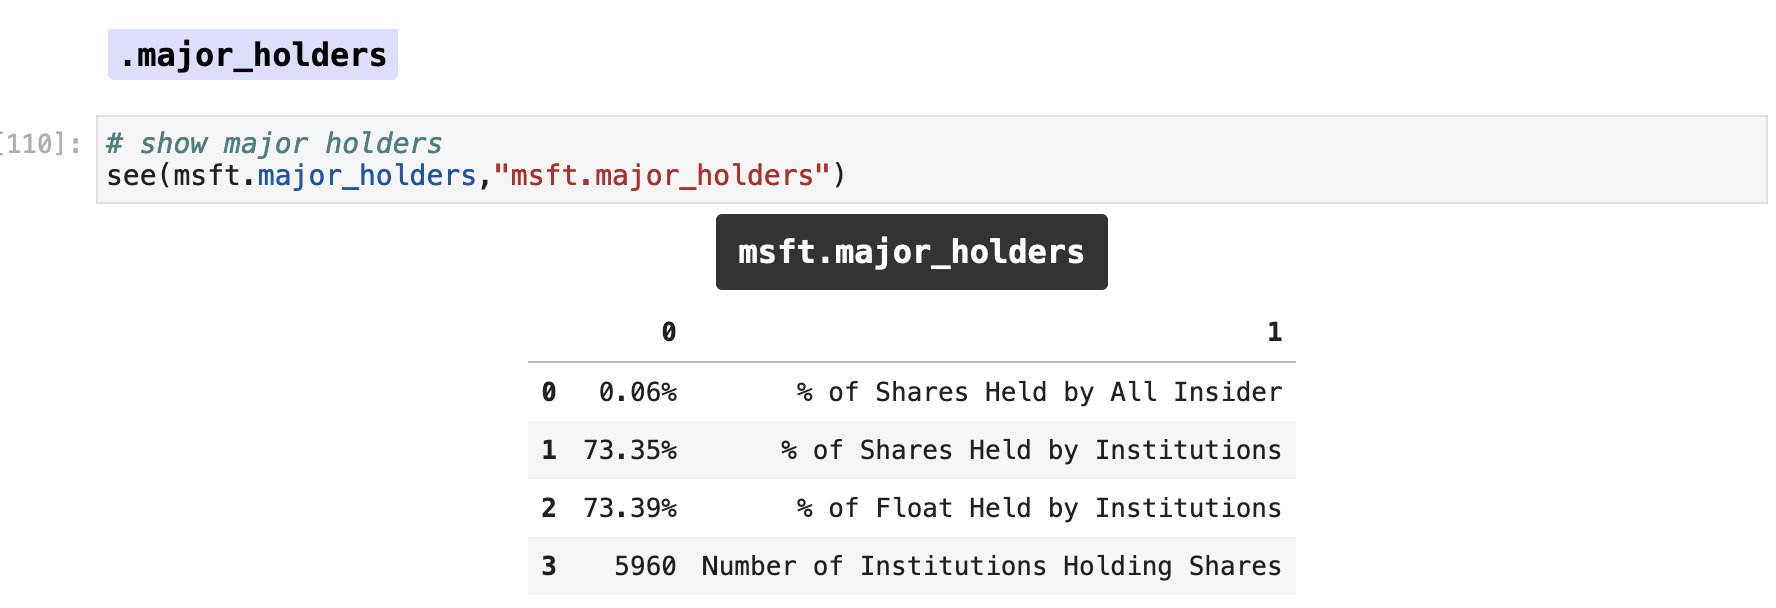 .major_holders
[110]:
# show major holders
see(msft.major_holders,"msft.major_holders")
msft.major_holders
0 1
0 0.06% % of Shares Held by All Insider
1 73.35% % of Shares Held by Institutions
2 73.39% % of Float Held by Institutions
3 5960 Number of Institutions Holding Shares